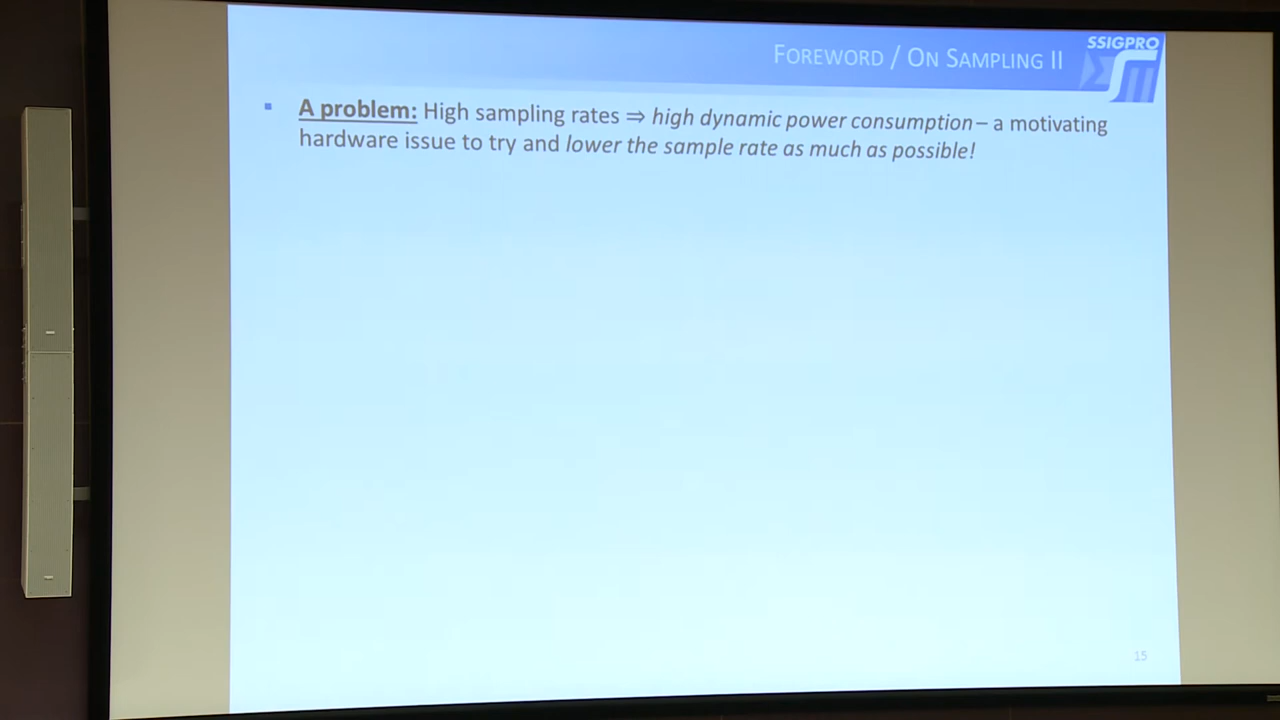 FOREWORD / ON SAMPLING II
SSIGPRO
A problem: High sampling rates ⇒ high dynamic power consumption – a motivating
hardware issue to try and lower the sample rate as much as possible!
15